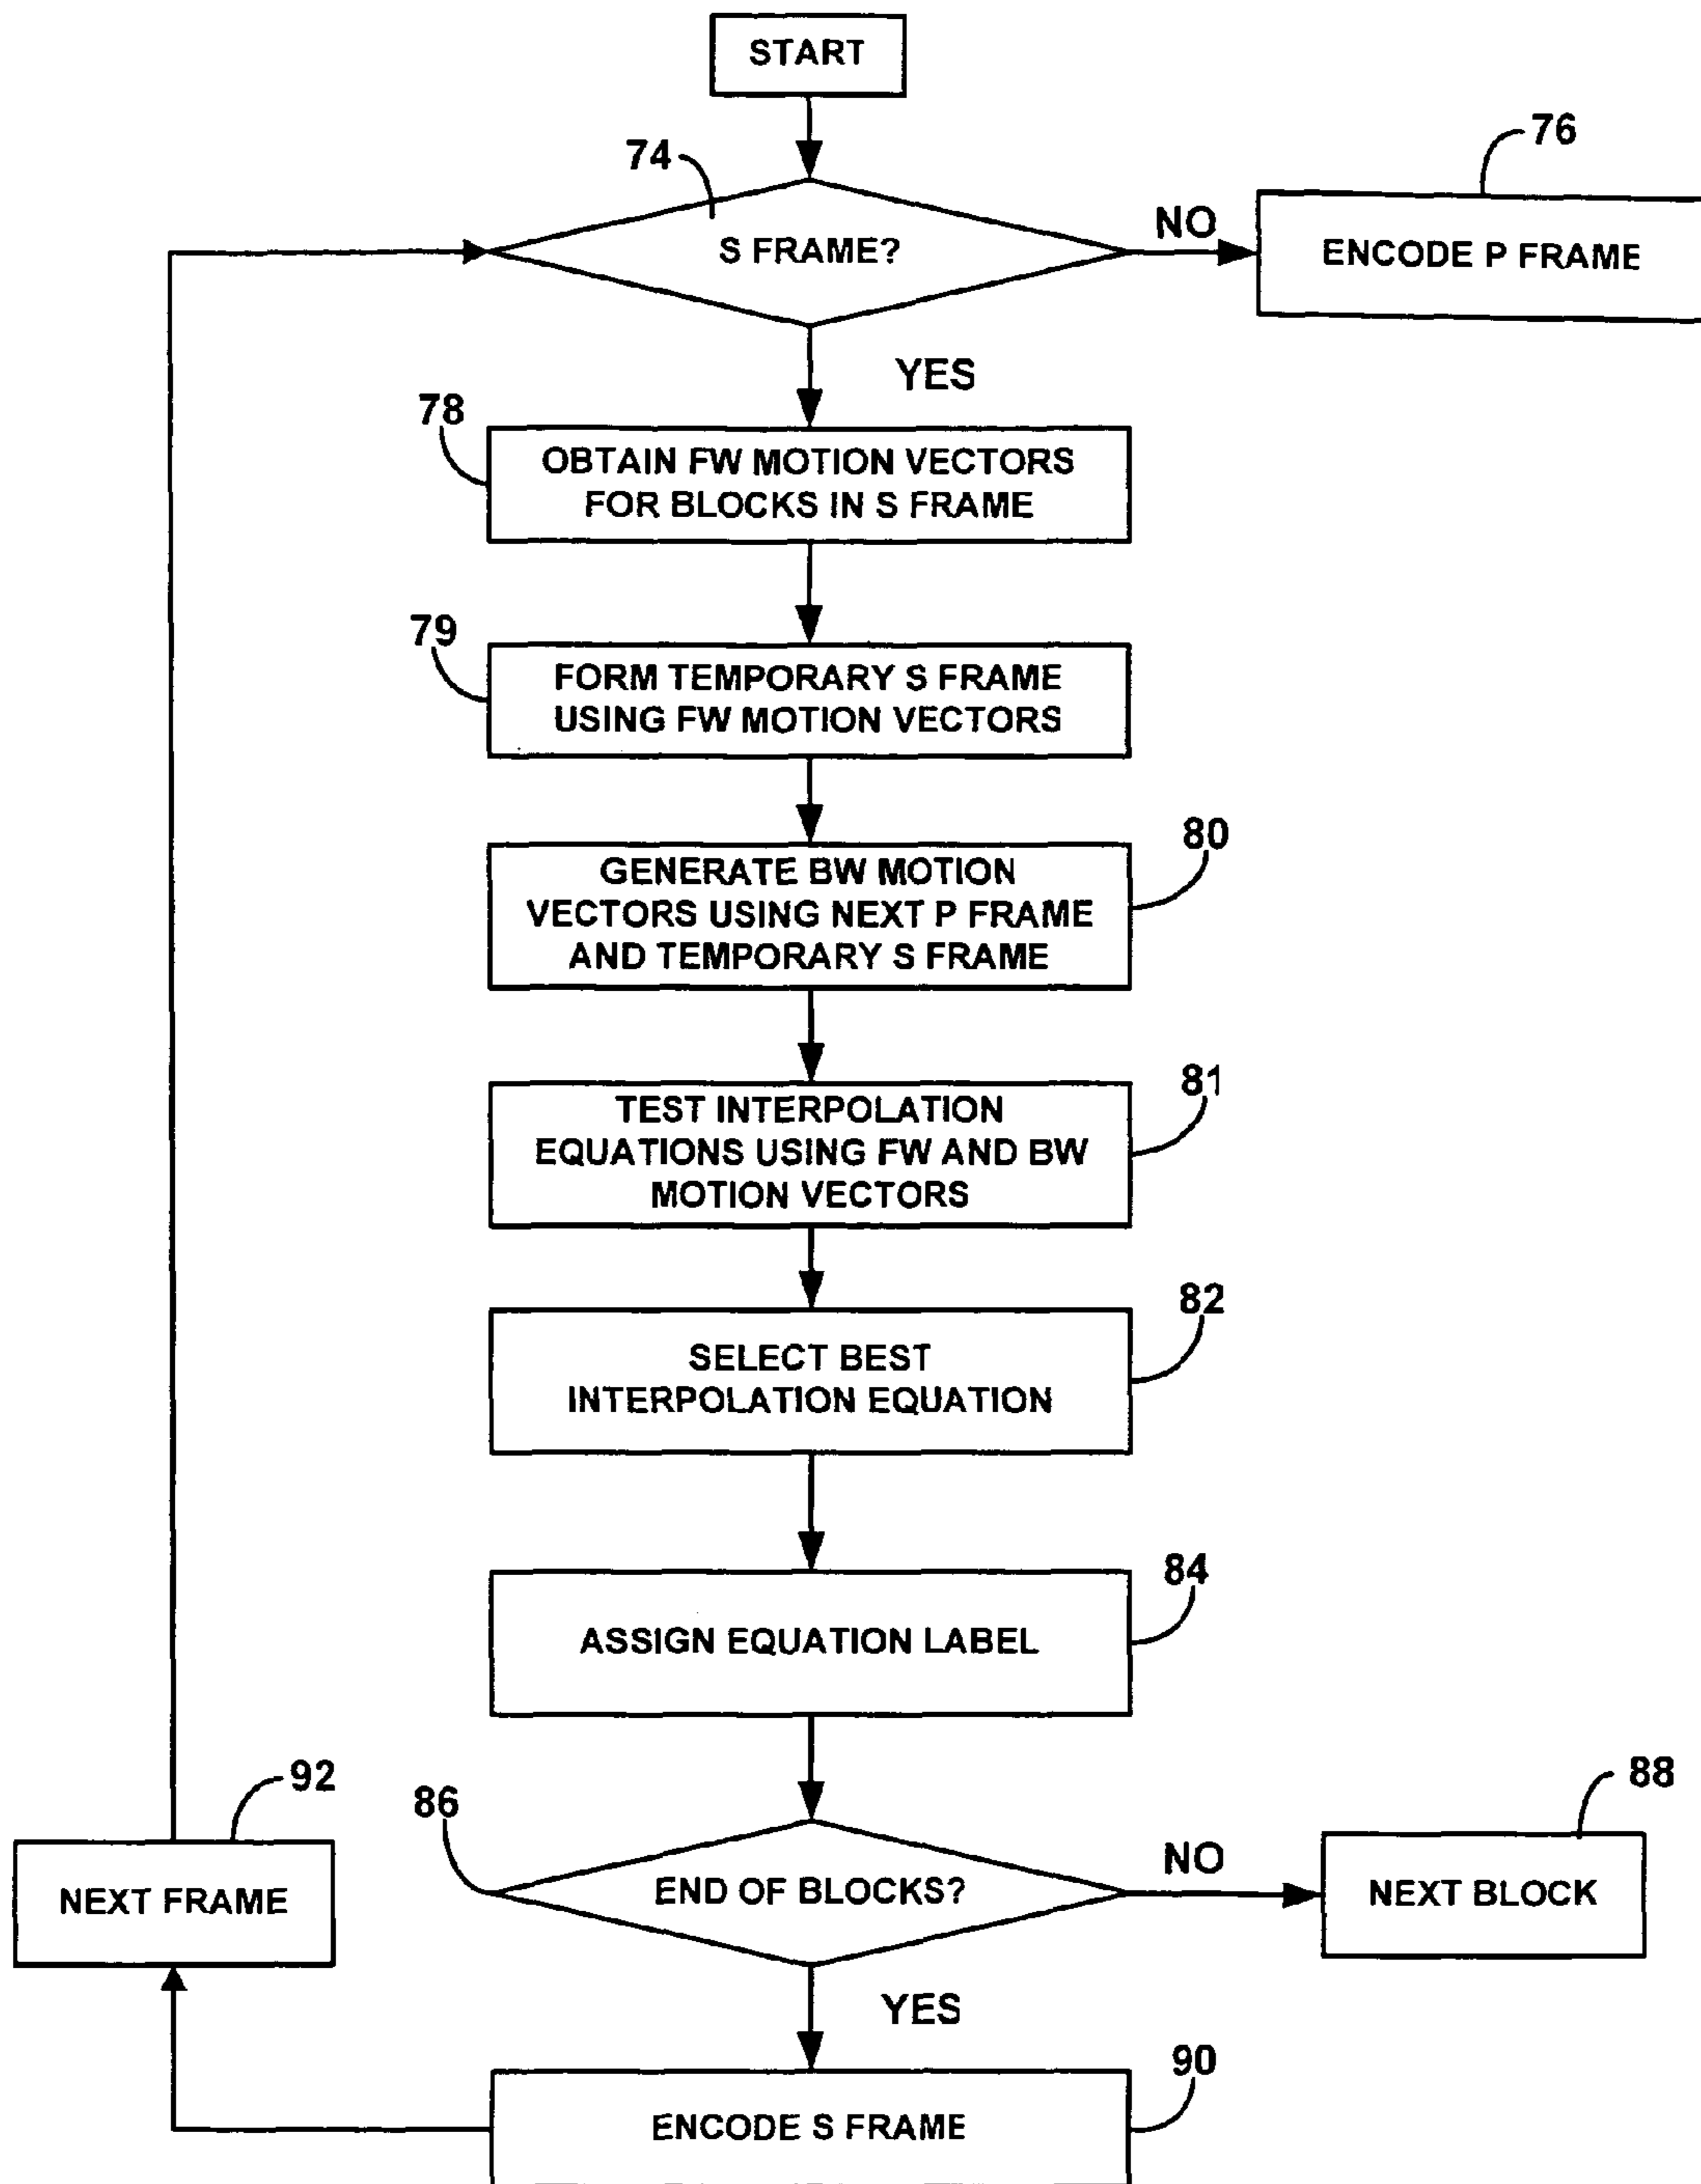 START
74
76
S FRAME?
NO
ENCODE P FRAME
YES
78
OBTAIN FW MOTION VECTORS
FOR BLOCKS IN S FRAME
79
FORM TEMPORARY S FRAME
USING FW MOTION VECTORS
80
GENERATE BW MOTION
VECTORS USING NEXT P FRAME
AND TEMPORARY S FRAME
81
TEST INTERPOLATION
EQUATIONS USING FW AND BW
MOTION VECTORS
82
SELECT BEST
INTERPOLATION EQUATION
84
ASSIGN EQUATION LABEL
92
86
88
NEXT FRAME
END OF BLOCKS?
NO
NEXT BLOCK
YES
90
ENCODE S FRAME